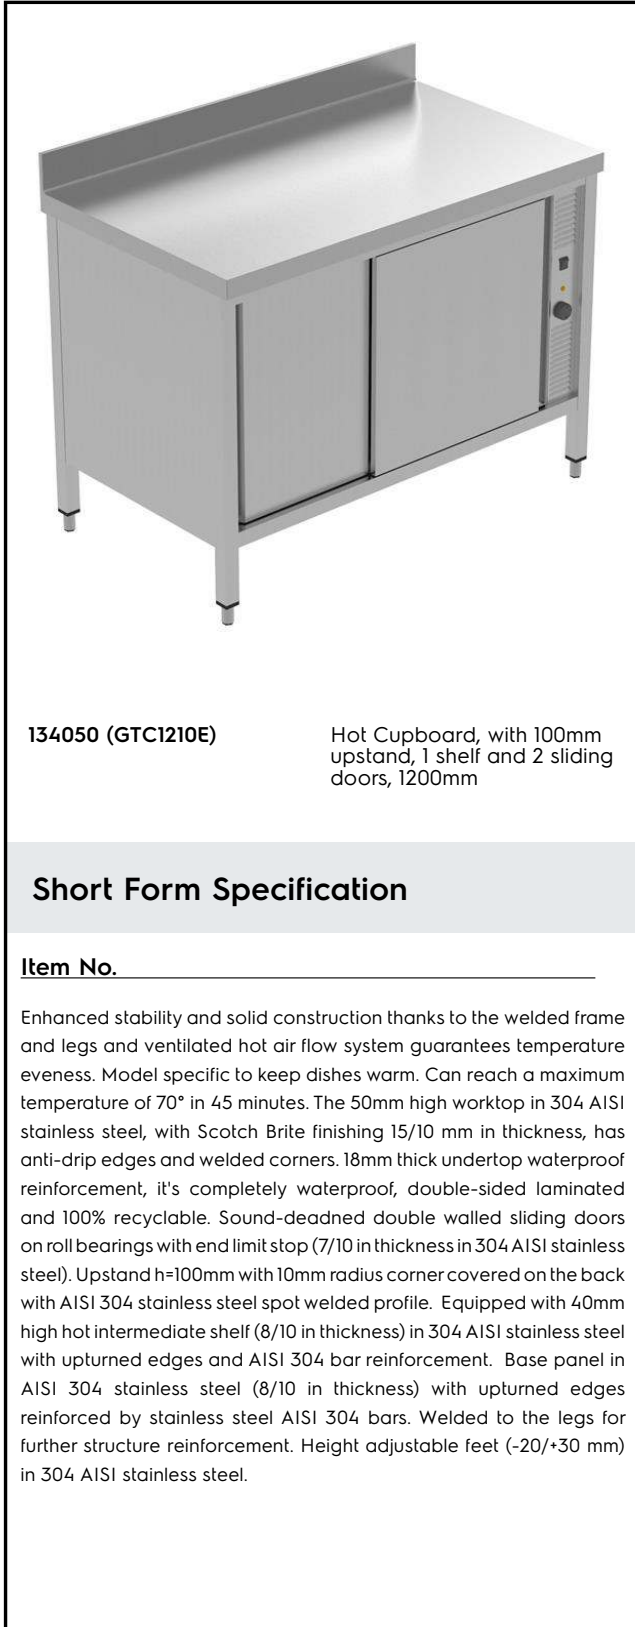 134050 (GTC1210E)
Hot Cupboard, with 100mm
upstand, 1 shelf and 2 sliding
doors, 1200mm
Short Form Specification
Item No.
Enhanced stability and solid construction thanks to the welded frame
and legs and ventilated hot air flow system guarantees temperature
eveness. Model specific to keep dishes warm. Can reach a maximum
temperature of 70° in 45 minutes. The 50mm high worktop in 304 AISI
stainless steel, with Scotch Brite finishing 15/10 mm in thickness, has
anti-drip edges and welded corners. 18mm thick undertop waterproof
reinforcement, it's completely waterproof, double-sided laminated
and 100% recyclable. Sound-deadned double walled sliding doors
on roll bearings with end limit stop (7/10 in thickness in 304 AISI stainless
steel). Upstand h=100mm with 10mm radius corner covered on the back
with AISI 304 stainless steel spot welded profile. Equipped with 40mm
high hot intermediate shelf (8/10 in thickness) in 304 AISI stainless steel
with upturned edges and AISI 304 bar reinforcement. Base panel in
AISI 304 stainless steel (8/10 in thickness) with upturned edges
reinforced by stainless steel AISI 304 bars. Welded to the legs for
further structure reinforcement. Height adjustable feet (-20/+30 mm)
in 304 AISI stainless steel.